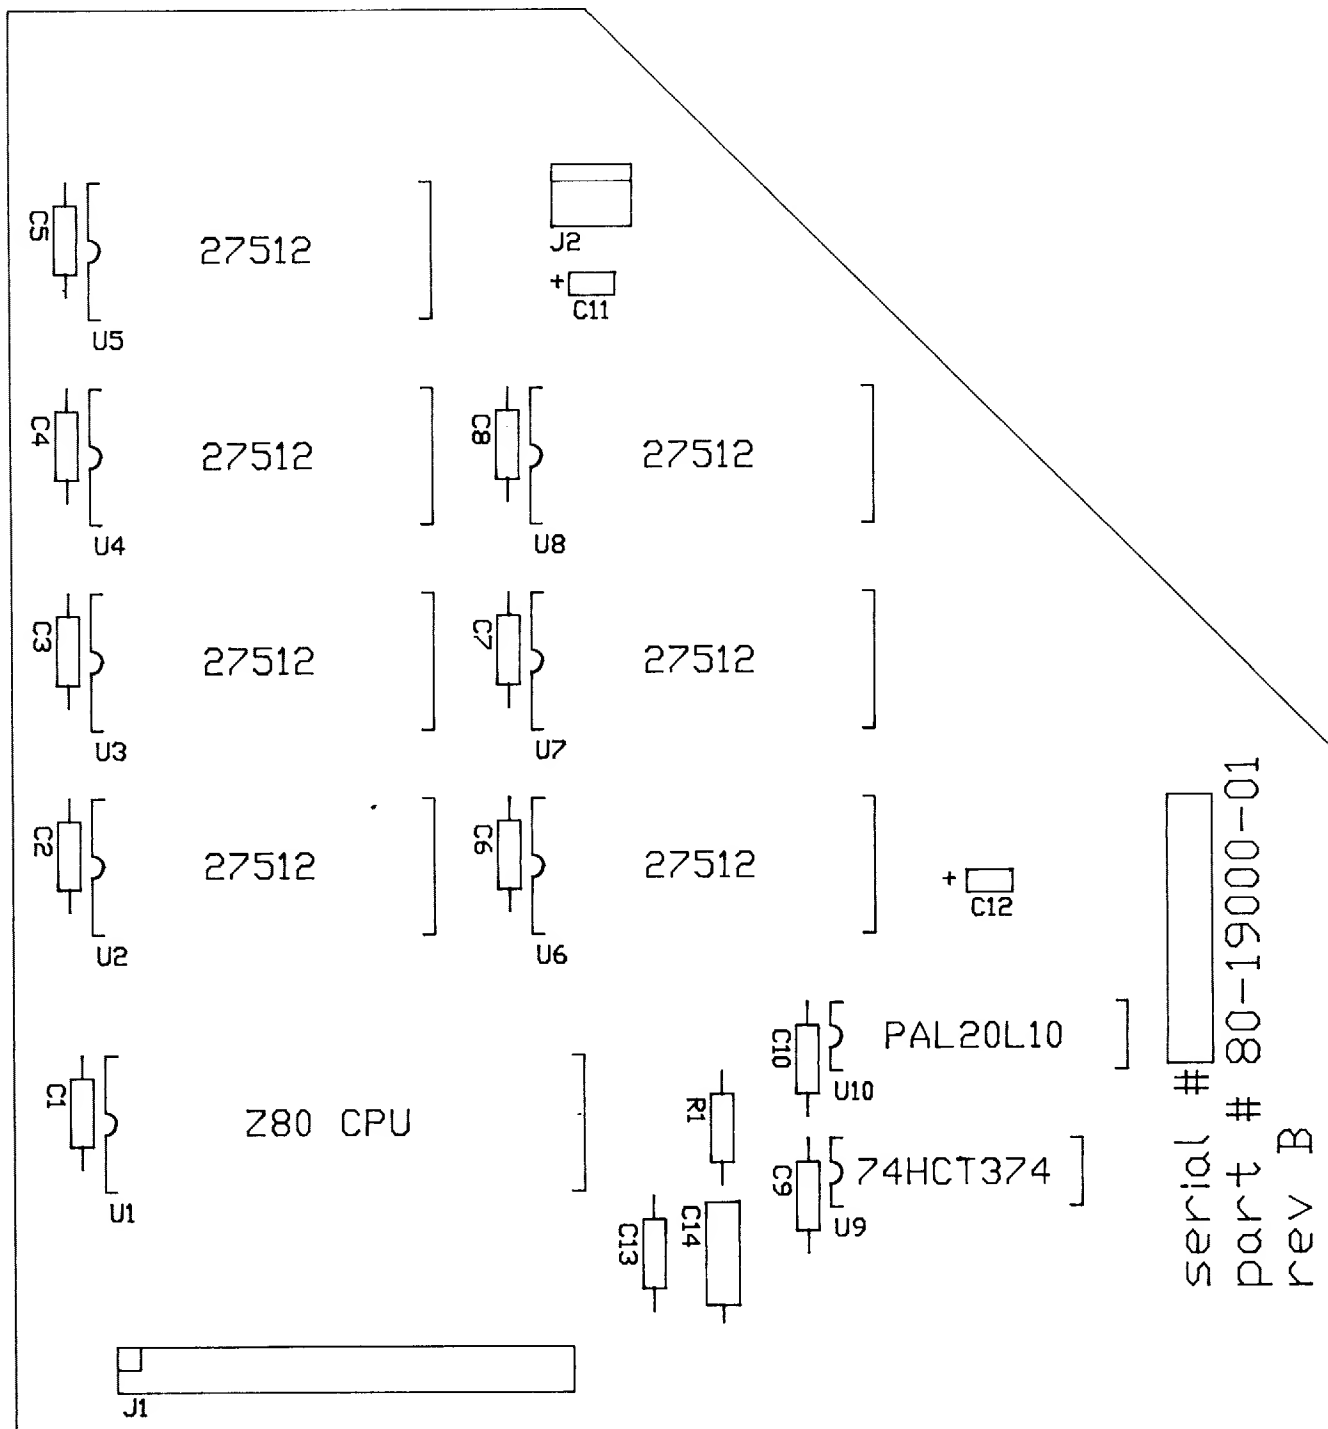 J2
C5
27512
+
C11
U5
C4
27512
C8
27512
U4
U8
C3
27512
C7
27512
U3
U7
C2
27512
C6
27512
+
C12
U2
U6
C10
PAL20L10
U10
C1
Z80 CPU
R1
C9
74HCT374
U1
U9
C13
C14
J1
serial #
part # 80-19000-01
rev B